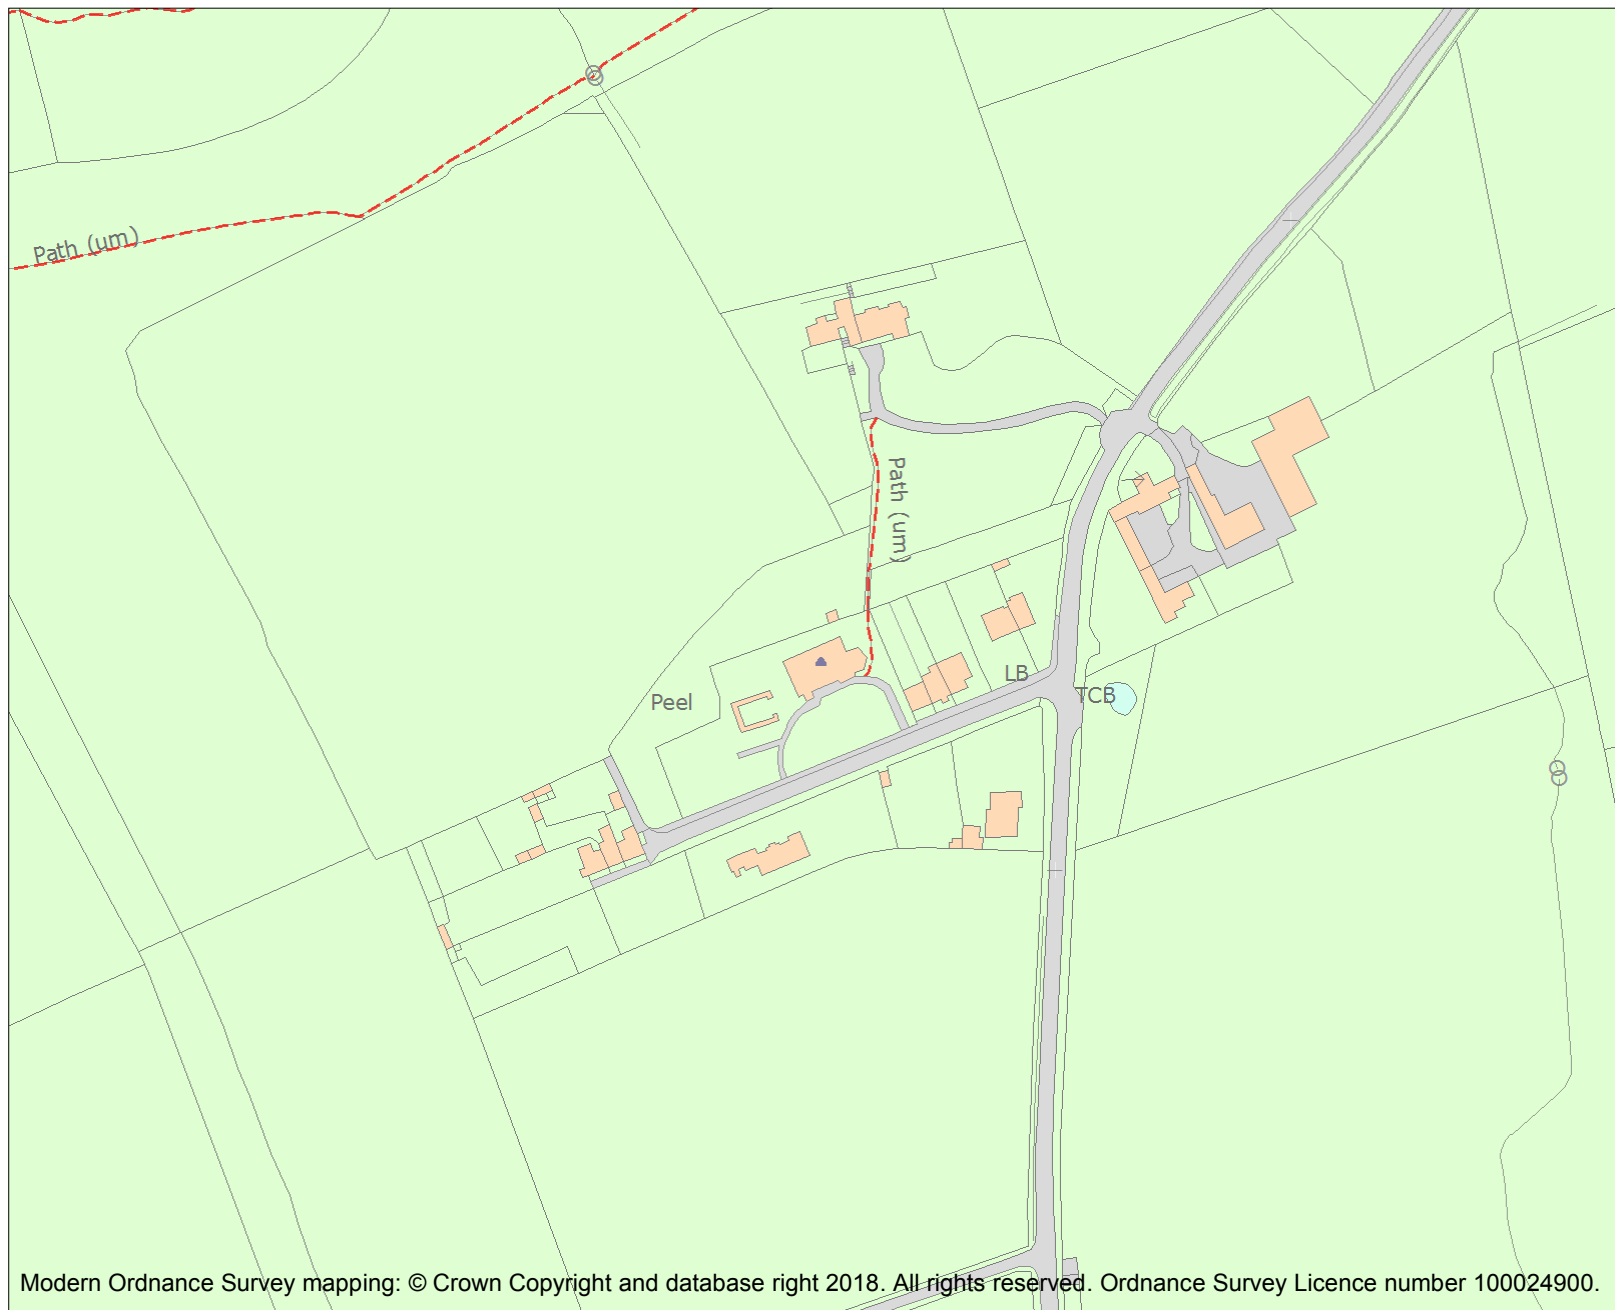 Path (um)
Path (um)
LB
Peel
TCB
Modern Ordnance Survey mapping: © Crown Copyright and database right 2018. All rights reserved. Ordnance Survey Licence number 100024900.